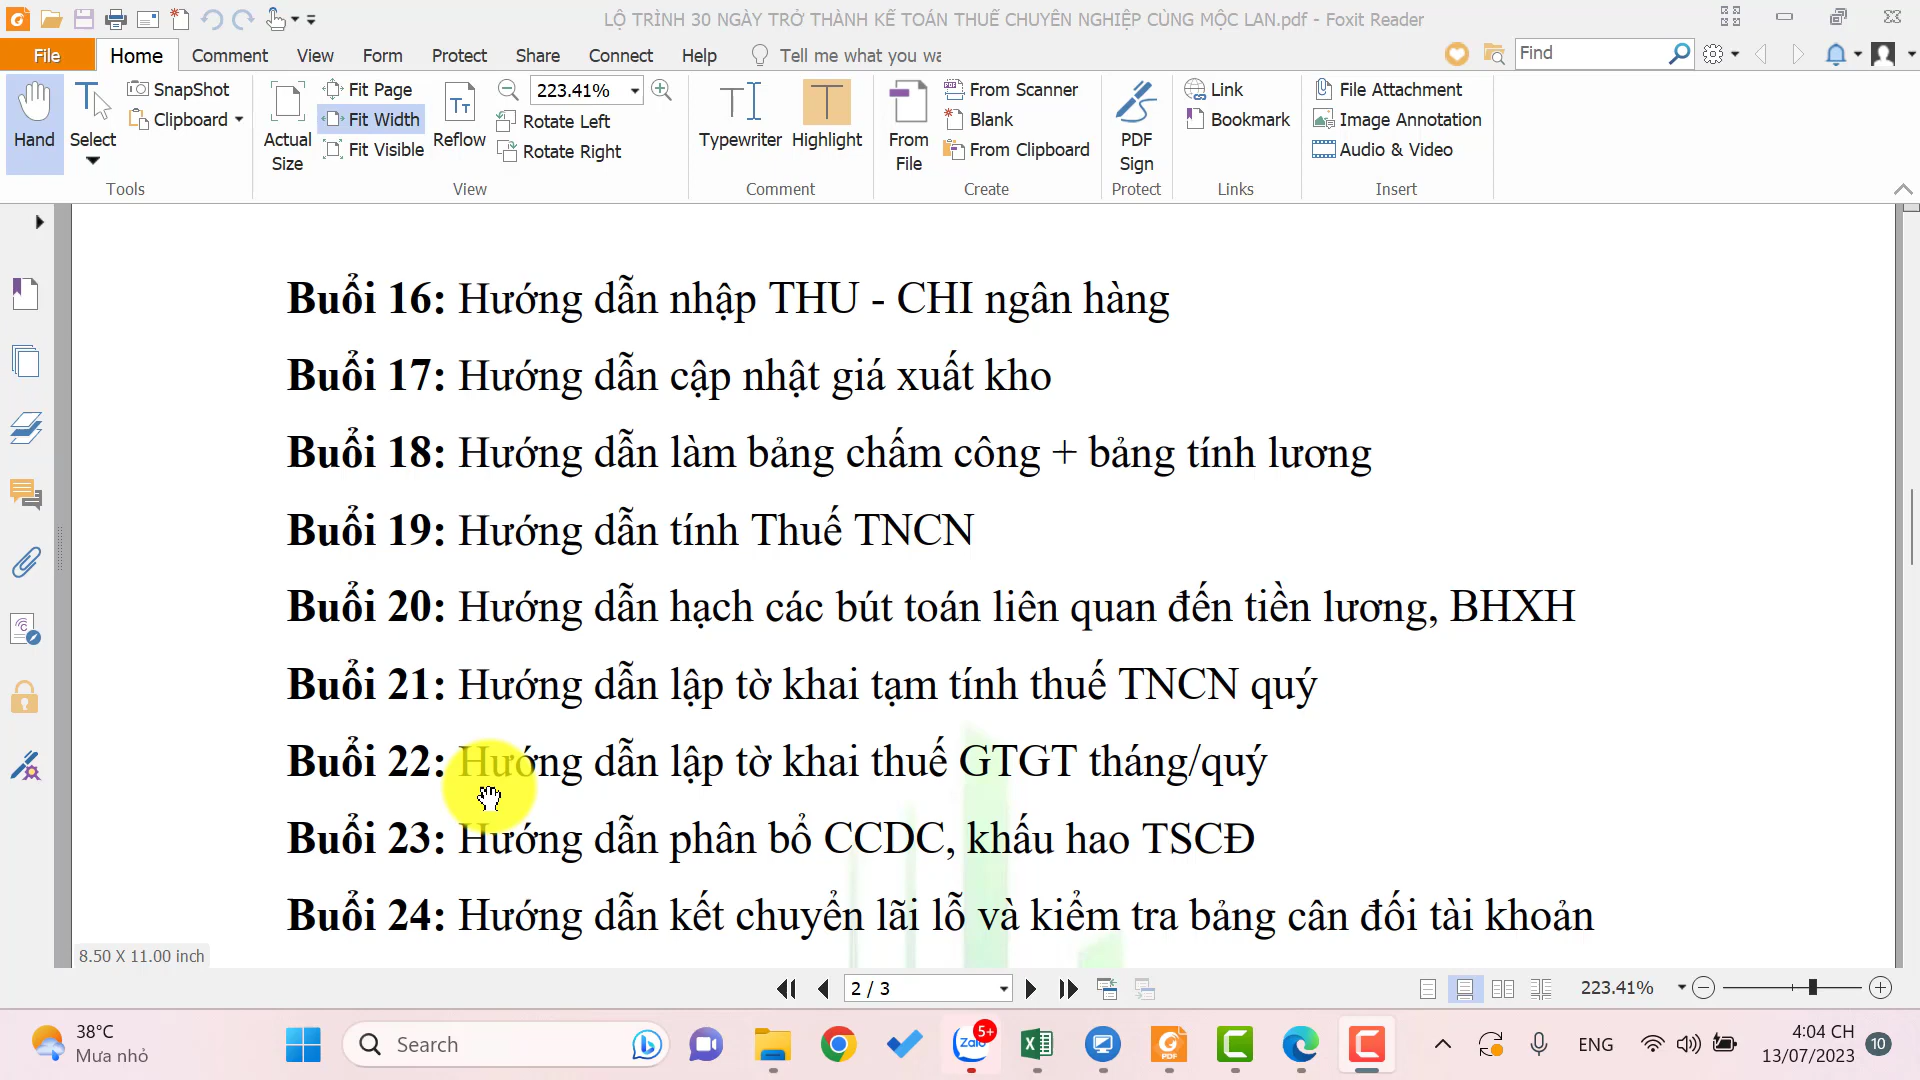 LỘ TRÌNH 30 NGÀY TRỞ THÀNH KẾ TOÁN THUẾ CHUYÊN NGHIỆP CÙNG MỘC LAN.pdf - Foxit Reader
File Home Comment View Form Protect Share Connect Help Tell me what you wa Find
Hand
Select
SnapShot
Clipboard
Tools
Actual Size
Fit Page
Fit Width
Fit Visible
Reflow
223.41%
Rotate Left
Rotate Right
View
Typewriter
Highlight
Comment
From File
From Scanner
Blank
From Clipboard
Create
PDF Sign
Protect
Link
Bookmark
Links
File Attachment
Image Annotation
Audio & Video
Insert
Buổi 16: Hướng dẫn nhập THU - CHI ngân hàng
Buổi 17: Hướng dẫn cập nhật giá xuất kho
Buổi 18: Hướng dẫn làm bảng chấm công + bảng tính lương
Buổi 19: Hướng dẫn tính Thuế TNCN
Buổi 20: Hướng dẫn hạch các bút toán liên quan đến tiền lương, BHXH
Buổi 21: Hướng dẫn lập tờ khai tạm tính thuế TNCN quý
Buổi 22: Hướng dẫn lập tờ khai thuế GTGT tháng/quý
Buổi 23: Hướng dẫn phân bổ CCDC, khấu hao TSCĐ
Buổi 24: Hướng dẫn kết chuyển lãi lỗ và kiểm tra bảng cân đối tài khoản
8.50 X 11.00 inch
2 / 3
223.41%
38°C
Mưa nhỏ
Search
Zalo
5+
PDF
ENG
4:04 CH
13/07/2023
10